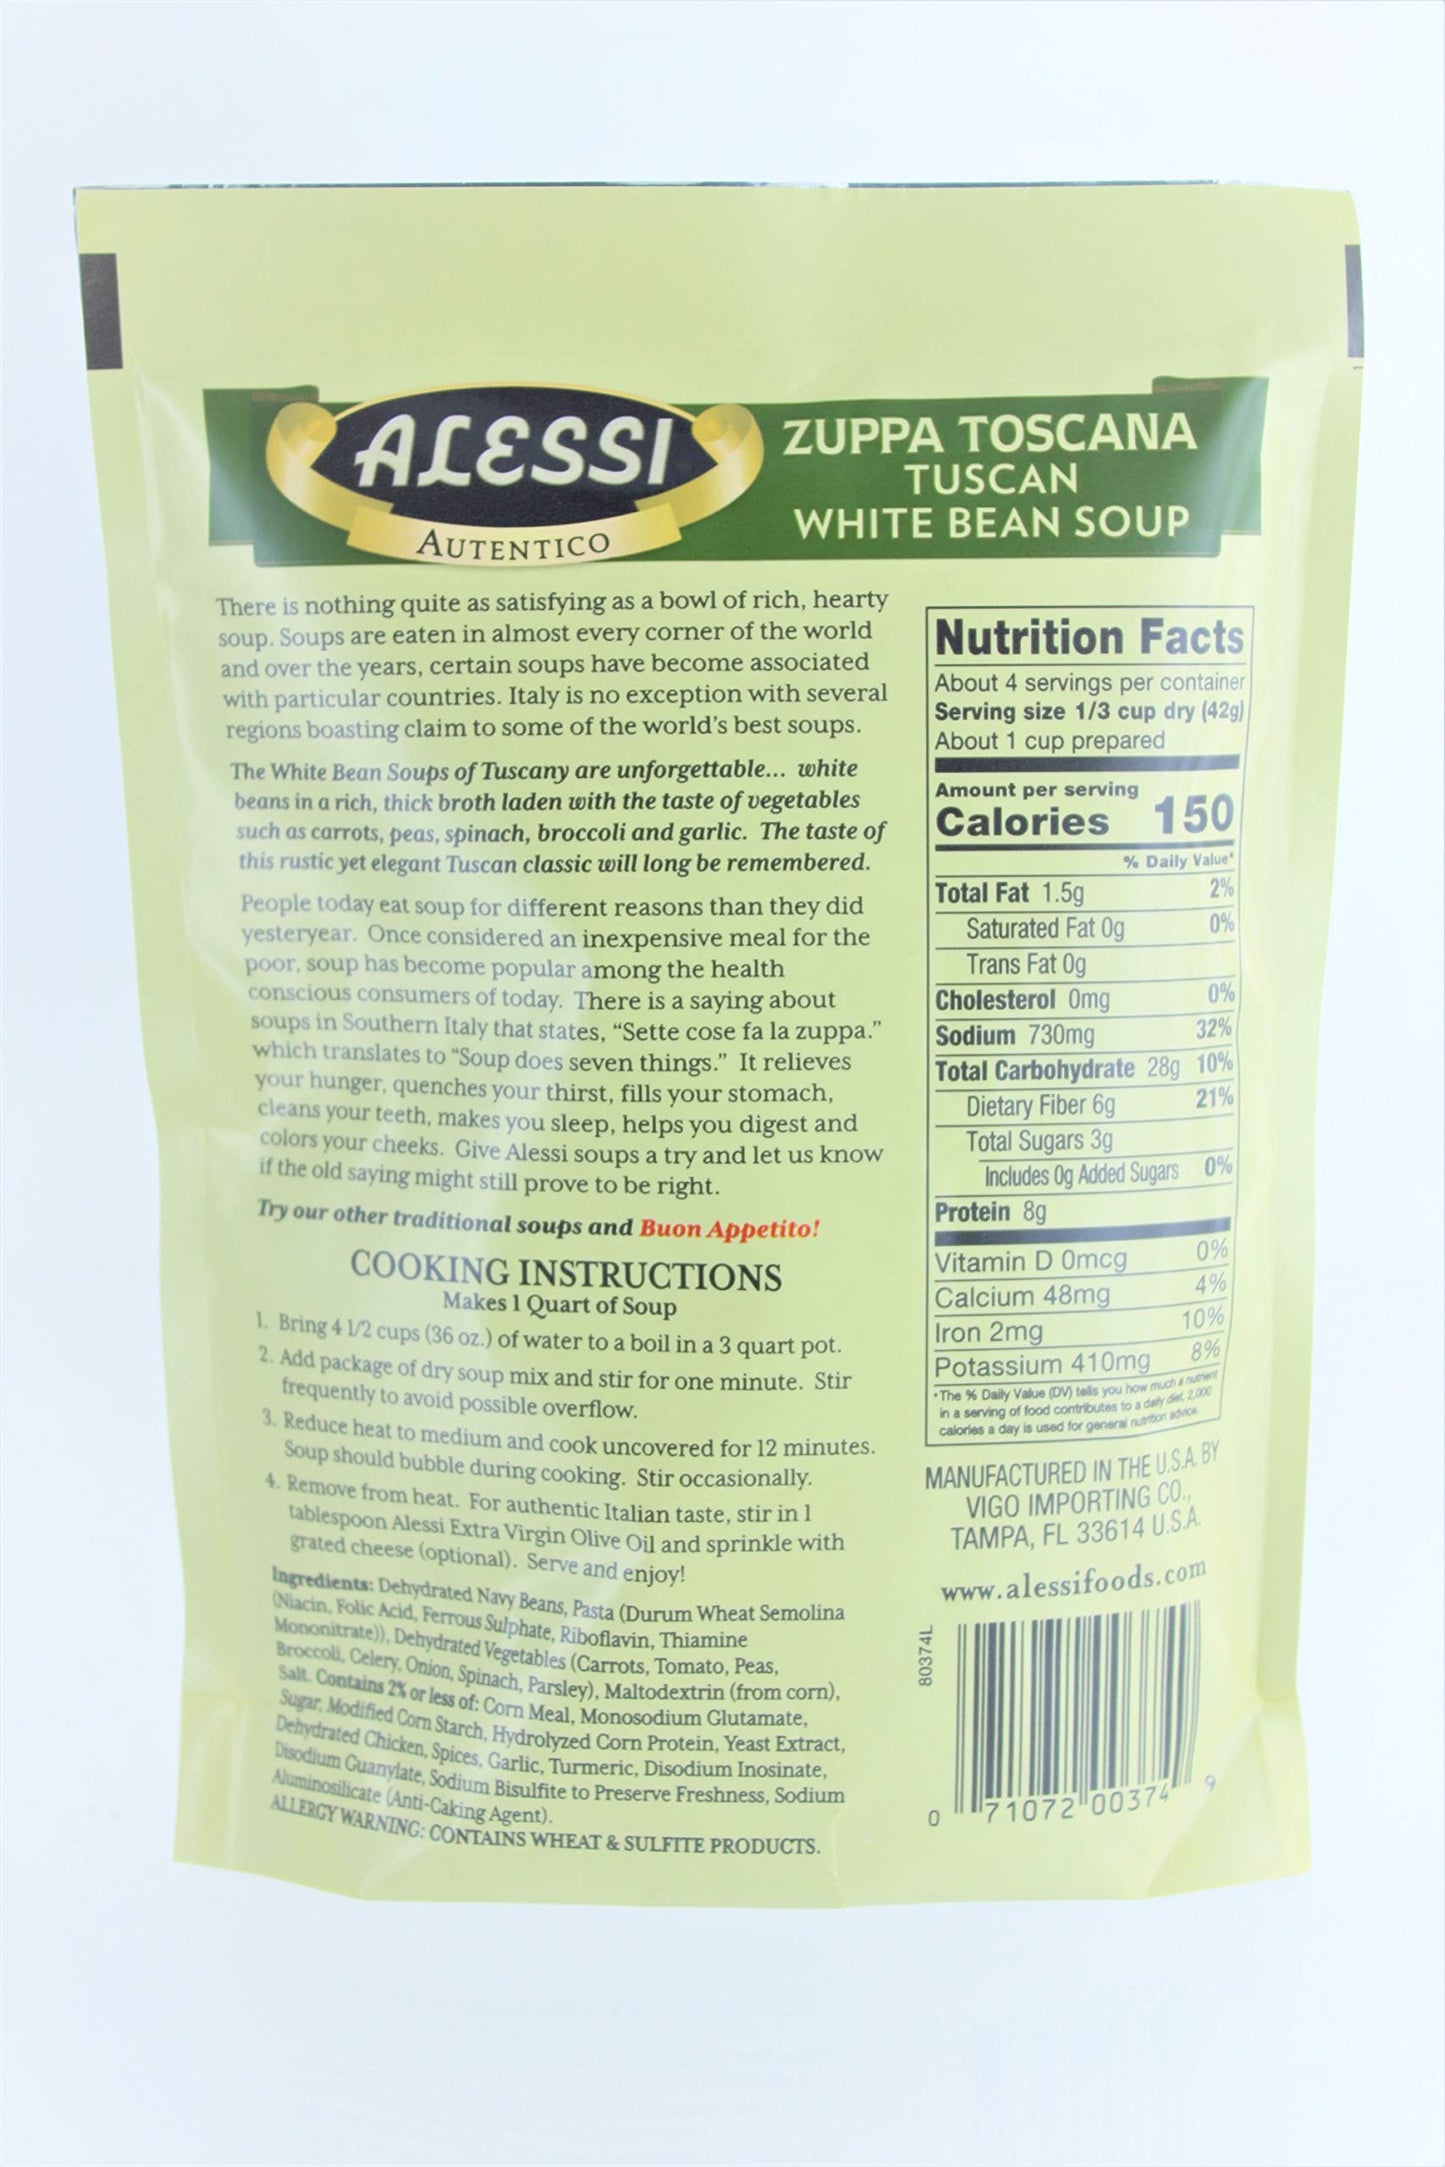 ALESSI
AUTENTICO
ZUPPA TOSCANA
TUSCAN
WHITE BEAN SOUP
There is nothing quite as satisfying as a bowl of rich, hearty
soup. Soups are eaten in almost every corner of the world
and over the years, certain soups have become associated
with particular countries. Italy is no exception with several
regions boasting claim to some of the world's best soups.
The White Bean Soups of Tuscany are unforgettable... white
beans in a rich, thick broth laden with the taste of vegetables
such as carrots, peas, spinach, broccoli and garlic. The taste of
this rustic yet elegant Tuscan classic will long be remembered.
People today eat soup for different reasons than they did
yesteryear. Once considered an inexpensive meal for the
poor, soup has become popular among the health
conscious consumers of today. There is a saying about
soups in Southern Italy that states, “Sette cose fa la zuppa.”
which translates to “Soup does seven things.” It relieves
your hunger, quenches your thirst, fills your stomach,
cleans your teeth, makes you sleep, helps you digest and
colors your cheeks. Give Alessi soups a try and let us know
if the old saying might still prove to be right.
Try our other traditional soups and Buon Appetito!
COOKING INSTRUCTIONS
Makes 1 Quart of Soup
1. Bring 4 1/2 cups (36 oz.) of water to a boil in a 3 quart pot.
2. Add package of dry soup mix and stir for one minute. Stir
frequently to avoid possible overflow.
3. Reduce heat to medium and cook uncovered for 12 minutes.
Soup should bubble during cooking. Stir occasionally.
4. Remove from heat. For authentic Italian taste, stir in 1
tablespoon Alessi Extra Virgin Olive Oil and sprinkle with
grated cheese (optional). Serve and enjoy!
Ingredients: Dehydrated Navy Beans, Pasta (Durum Wheat Semolina
(Niacin, Folic Acid, Ferrous Sulphate, Riboflavin, Thiamine
Mononitrate)), Dehydrated Vegetables (Carrots, Tomato, Peas,
Broccoli, Celery, Onion, Spinach, Parsley), Maltodextrin (from corn),
Salt. Contains 2% or less of: Corn Meal, Monosodium Glutamate,
Sugar, Modified Corn Starch, Hydrolyzed Corn Protein, Yeast Extract,
Dehydrated Chicken, Spices, Garlic, Turmeric, Disodium Inosinate,
Disodium Guanylate, Sodium Bisulfite to Preserve Freshness, Sodium
Aluminosilicate (Anti-Caking Agent).
ALLERGY WARNING: CONTAINS WHEAT & SULFITE PRODUCTS.
Nutrition Facts
About 4 servings per container
Serving size 1/3 cup dry (42g)
About 1 cup prepared
Amount per serving
Calories 150
% Daily Value*
Total Fat 1.5g 2%
Saturated Fat 0g 0%
Trans Fat 0g
Cholesterol 0mg 0%
Sodium 730mg 32%
Total Carbohydrate 28g 10%
Dietary Fiber 6g 21%
Total Sugars 3g
Includes 0g Added Sugars 0%
Protein 8g
Vitamin D 0mcg 0%
Calcium 48mg 4%
Iron 2mg 10%
Potassium 410mg 8%
*The % Daily Value (DV) tells you how much a nutrient
in a serving of food contributes to a daily diet. 2,000
calories a day is used for general nutrition advice.
MANUFACTURED IN THE U.S.A. BY
VIGO IMPORTING CO.,
TAMPA, FL 33614 U.S.A.
www.alessifoods.com
80374L
0 71072 00374 9